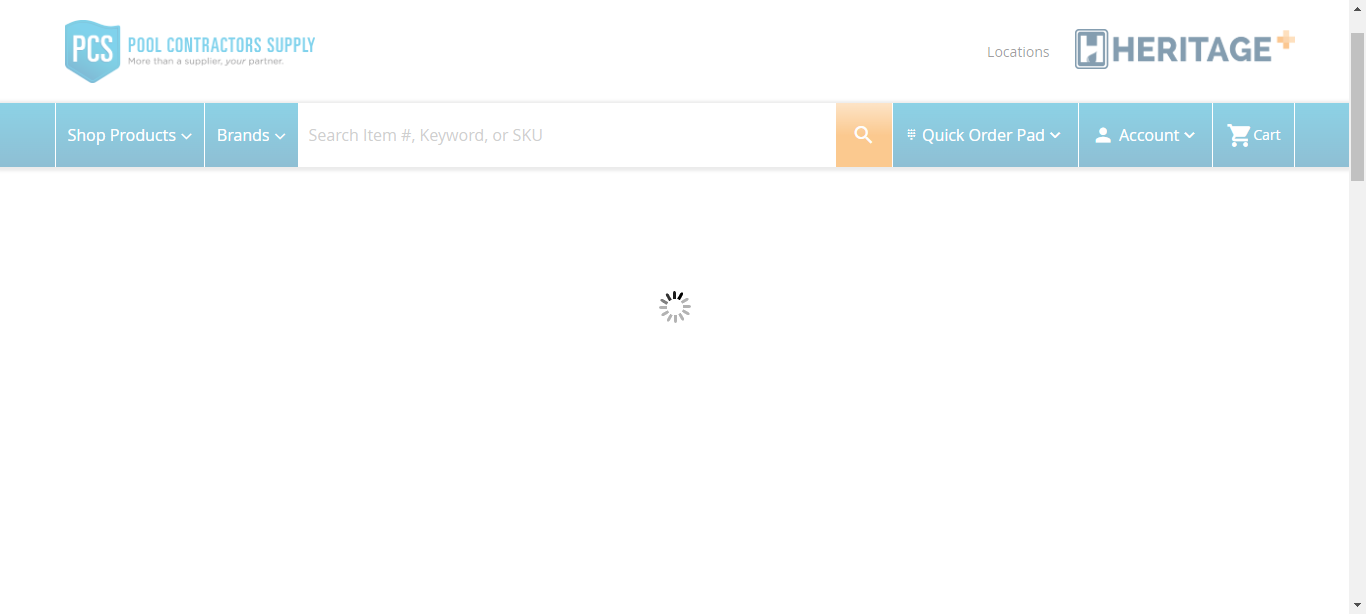 PCS POOL CONTRACTORS SUPPLY
More than a supplier, your partner.
Locations
HERITAGE+
Shop Products
Brands
Search Item #, Keyword, or SKU
Quick Order Pad
Account
Cart